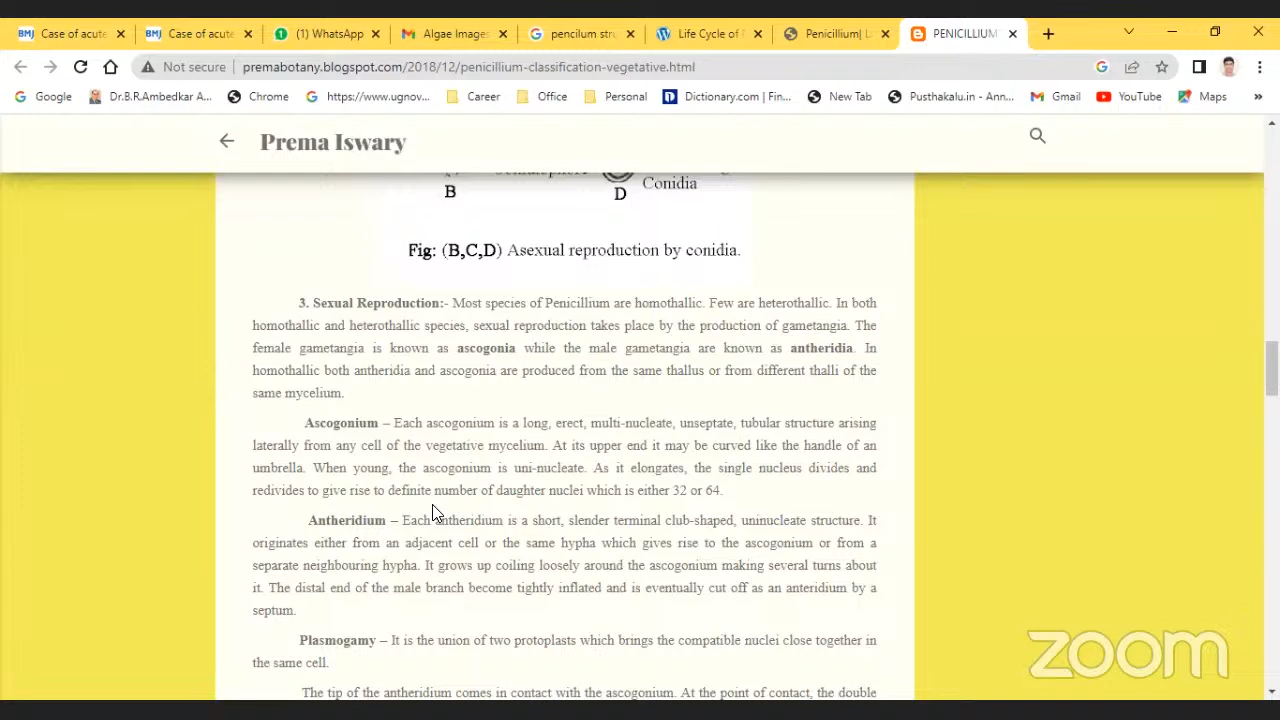 BMJ Case of acute
BMJ Case of acute
(1) WhatsApp
Algae Images
pencilum stru
Life Cycle of
Penicillium| L
PENICILLIUM
Not secure premabotany.blogspot.com/2018/12/penicillium-classification-vegetative.html
Google Dr.B.R.Ambedkar A... Chrome https://www.ugnov... Career Office Personal Dictionary.com | Fin... New Tab Pusthakalu.in - Ann... Gmail YouTube Maps »
Prema Iswary
B
D
Conidia
Fig: (B,C,D) Asexual reproduction by conidia.
3. Sexual Reproduction:- Most species of Penicillium are homothallic. Few are heterothallic. In both
homothallic and heterothallic species, sexual reproduction takes place by the production of gametangia. The
female gametangia is known as ascogonia while the male gametangia are known as antheridia. In
homothallic both antheridia and ascogonia are produced from the same thallus or from different thalli of the
same mycelium.
Ascogonium – Each ascogonium is a long, erect, multi-nucleate, unseptate, tubular structure arising
laterally from any cell of the vegetative mycelium. At its upper end it may be curved like the handle of an
umbrella. When young, the ascogonium is uni-nucleate. As it elongates, the single nucleus divides and
redivides to give rise to definite number of daughter nuclei which is either 32 or 64.
Antheridium – Each antheridium is a short, slender terminal club-shaped, uninucleate structure. It
originates either from an adjacent cell or the same hypha which gives rise to the ascogonium or from a
separate neighbouring hypha. It grows up coiling loosely around the ascogonium making several turns about
it. The distal end of the male branch become tightly inflated and is eventually cut off as an anteridium by a
septum.
Plasmogamy – It is the union of two protoplasts which brings the compatible nuclei close together in
the same cell.
The tip of the antheridium comes in contact with the ascogonium. At the point of contact, the double
zoom